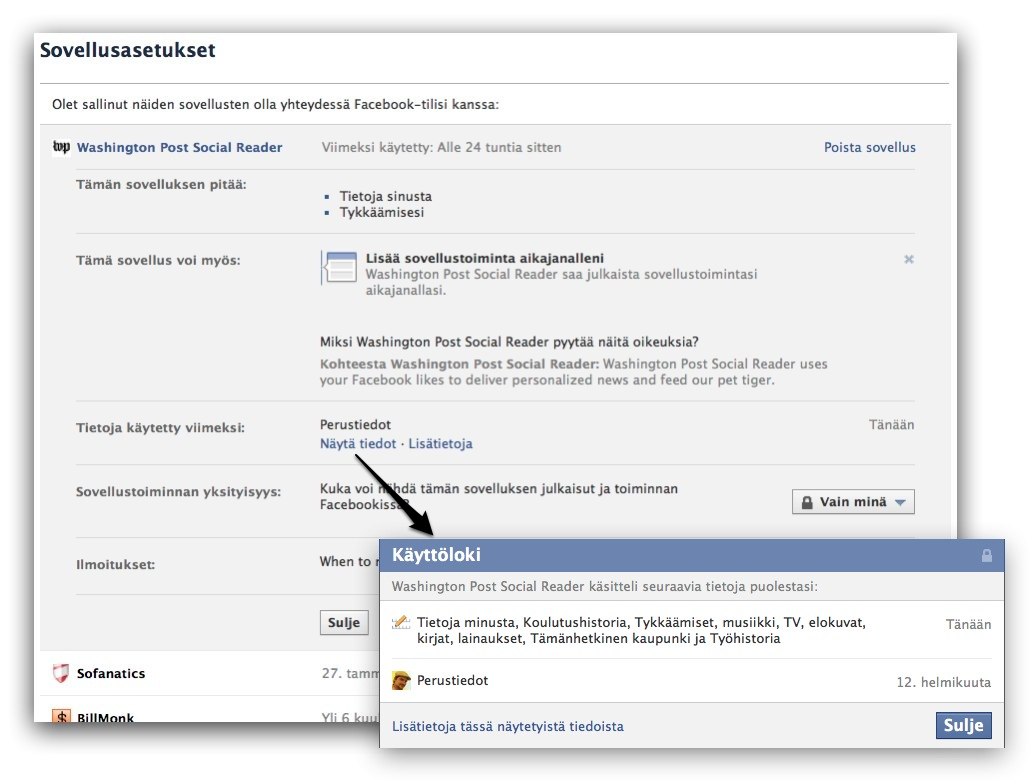 Sovellusasetukset
Olet sallinut näiden sovellusten olla yhteydessä Facebook-tilisi kanssa:
wp Washington Post Social Reader Viimeksi käytetty: Alle 24 tuntia sitten Poista sovellus
Tämän sovelluksen pitää:
Tietoja sinusta
Tykkäämisesi
Tämä sovellus voi myös:
Lisää sovellustoiminta aikajanalleni
Washington Post Social Reader saa julkaista sovellustoimintasi
aikajanallasi.
Miksi Washington Post Social Reader pyytää näitä oikeuksia?
Kohteesta Washington Post Social Reader: Washington Post Social Reader uses
your Facebook likes to deliver personalized news and feed our pet tiger.
Tietoja käytetty viimeksi: Perustiedot Tänään
Näytä tiedot · Lisätietoja
Sovellustoiminnan yksityisyys: Kuka voi nähdä tämän sovelluksen julkaisut ja toiminnan
Facebookissa?
Vain minä
Ilmoitukset: When to
Sulje
Sofanatics 27. tamm
$ BillMonk Yli 6 kuu
Käyttöloki
Washington Post Social Reader käsitteli seuraavia tietoja puolestasi:
Tietoja minusta, Koulutushistoria, Tykkäämiset, musiikki, TV, elokuvat, Tänään
kirjat, lainaukset, Tämänhetkinen kaupunki ja Työhistoria
Perustiedot 12. helmikuuta
Lisätietoja tässä näytetyistä tiedoista Sulje